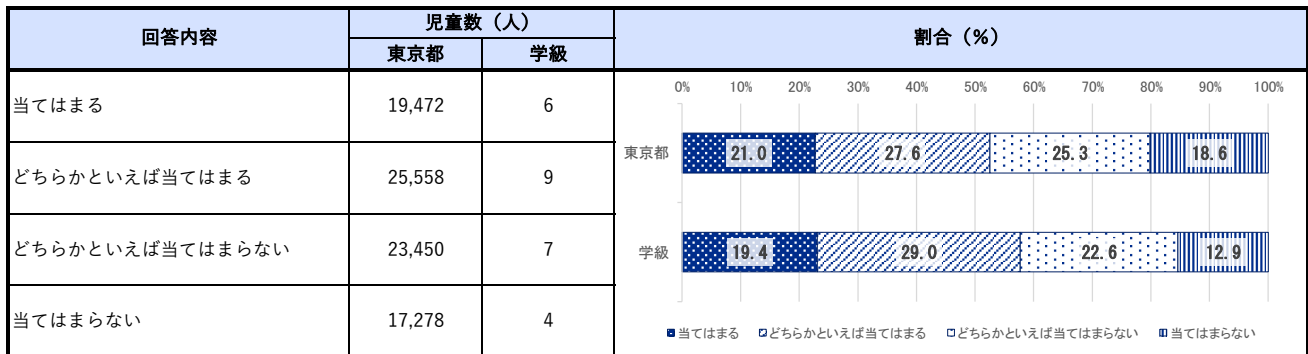 回答内容
児童数（人）
割合（％）
東京都
学級
当てはまる
19,472
6
どちらかといえば当てはまる
25,558
9
どちらかといえば当てはまらない
23,450
7
当てはまらない
17,278
4
0% 10% 20% 30% 40% 50% 60% 70% 80% 90% 100%
東京都 21.0 27.6 25.3 18.6
学級 19.4 29.0 22.6 12.9
当てはまる どちらかといえば当てはまる どちらかといえば当てはまらない 当てはまらない